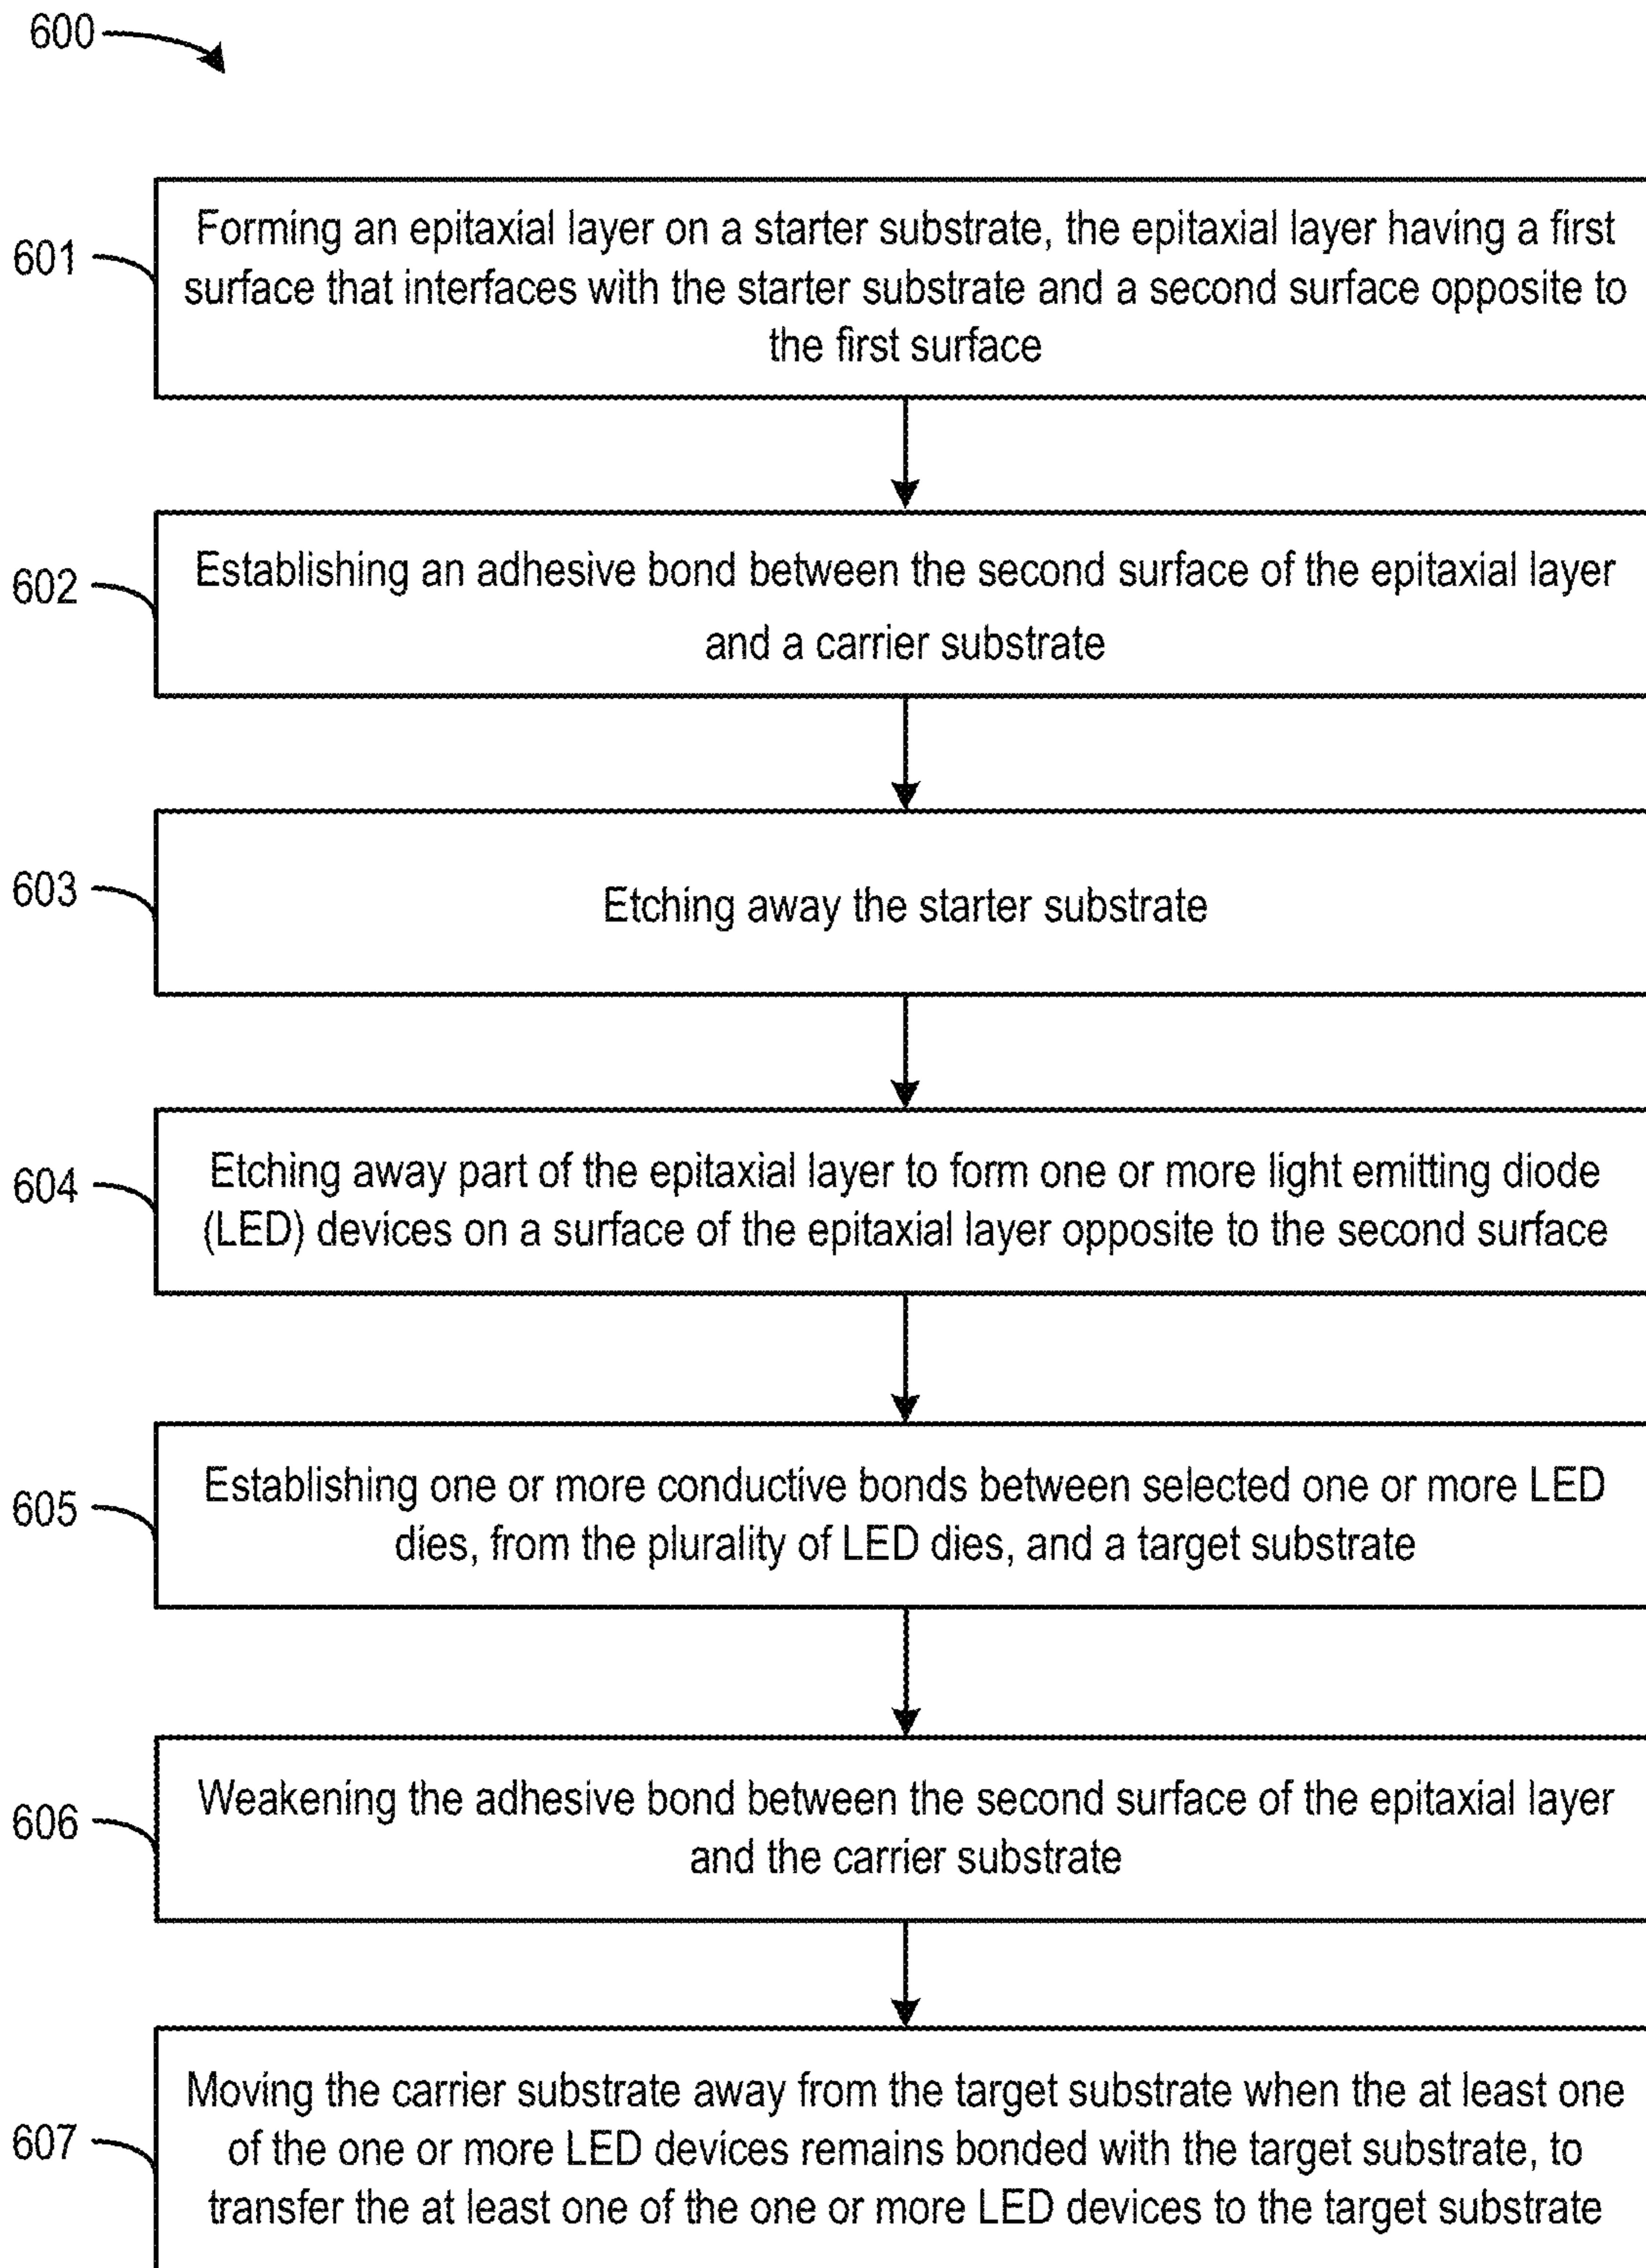 600
601
Forming an epitaxial layer on a starter substrate, the epitaxial layer having a first
surface that interfaces with the starter substrate and a second surface opposite to
the first surface
602
Establishing an adhesive bond between the second surface of the epitaxial layer
and a carrier substrate
603
Etching away the starter substrate
604
Etching away part of the epitaxial layer to form one or more light emitting diode
(LED) devices on a surface of the epitaxial layer opposite to the second surface
605
Establishing one or more conductive bonds between selected one or more LED
dies, from the plurality of LED dies, and a target substrate
606
Weakening the adhesive bond between the second surface of the epitaxial layer
and the carrier substrate
607
Moving the carrier substrate away from the target substrate when the at least one
of the one or more LED devices remains bonded with the target substrate, to
transfer the at least one of the one or more LED devices to the target substrate